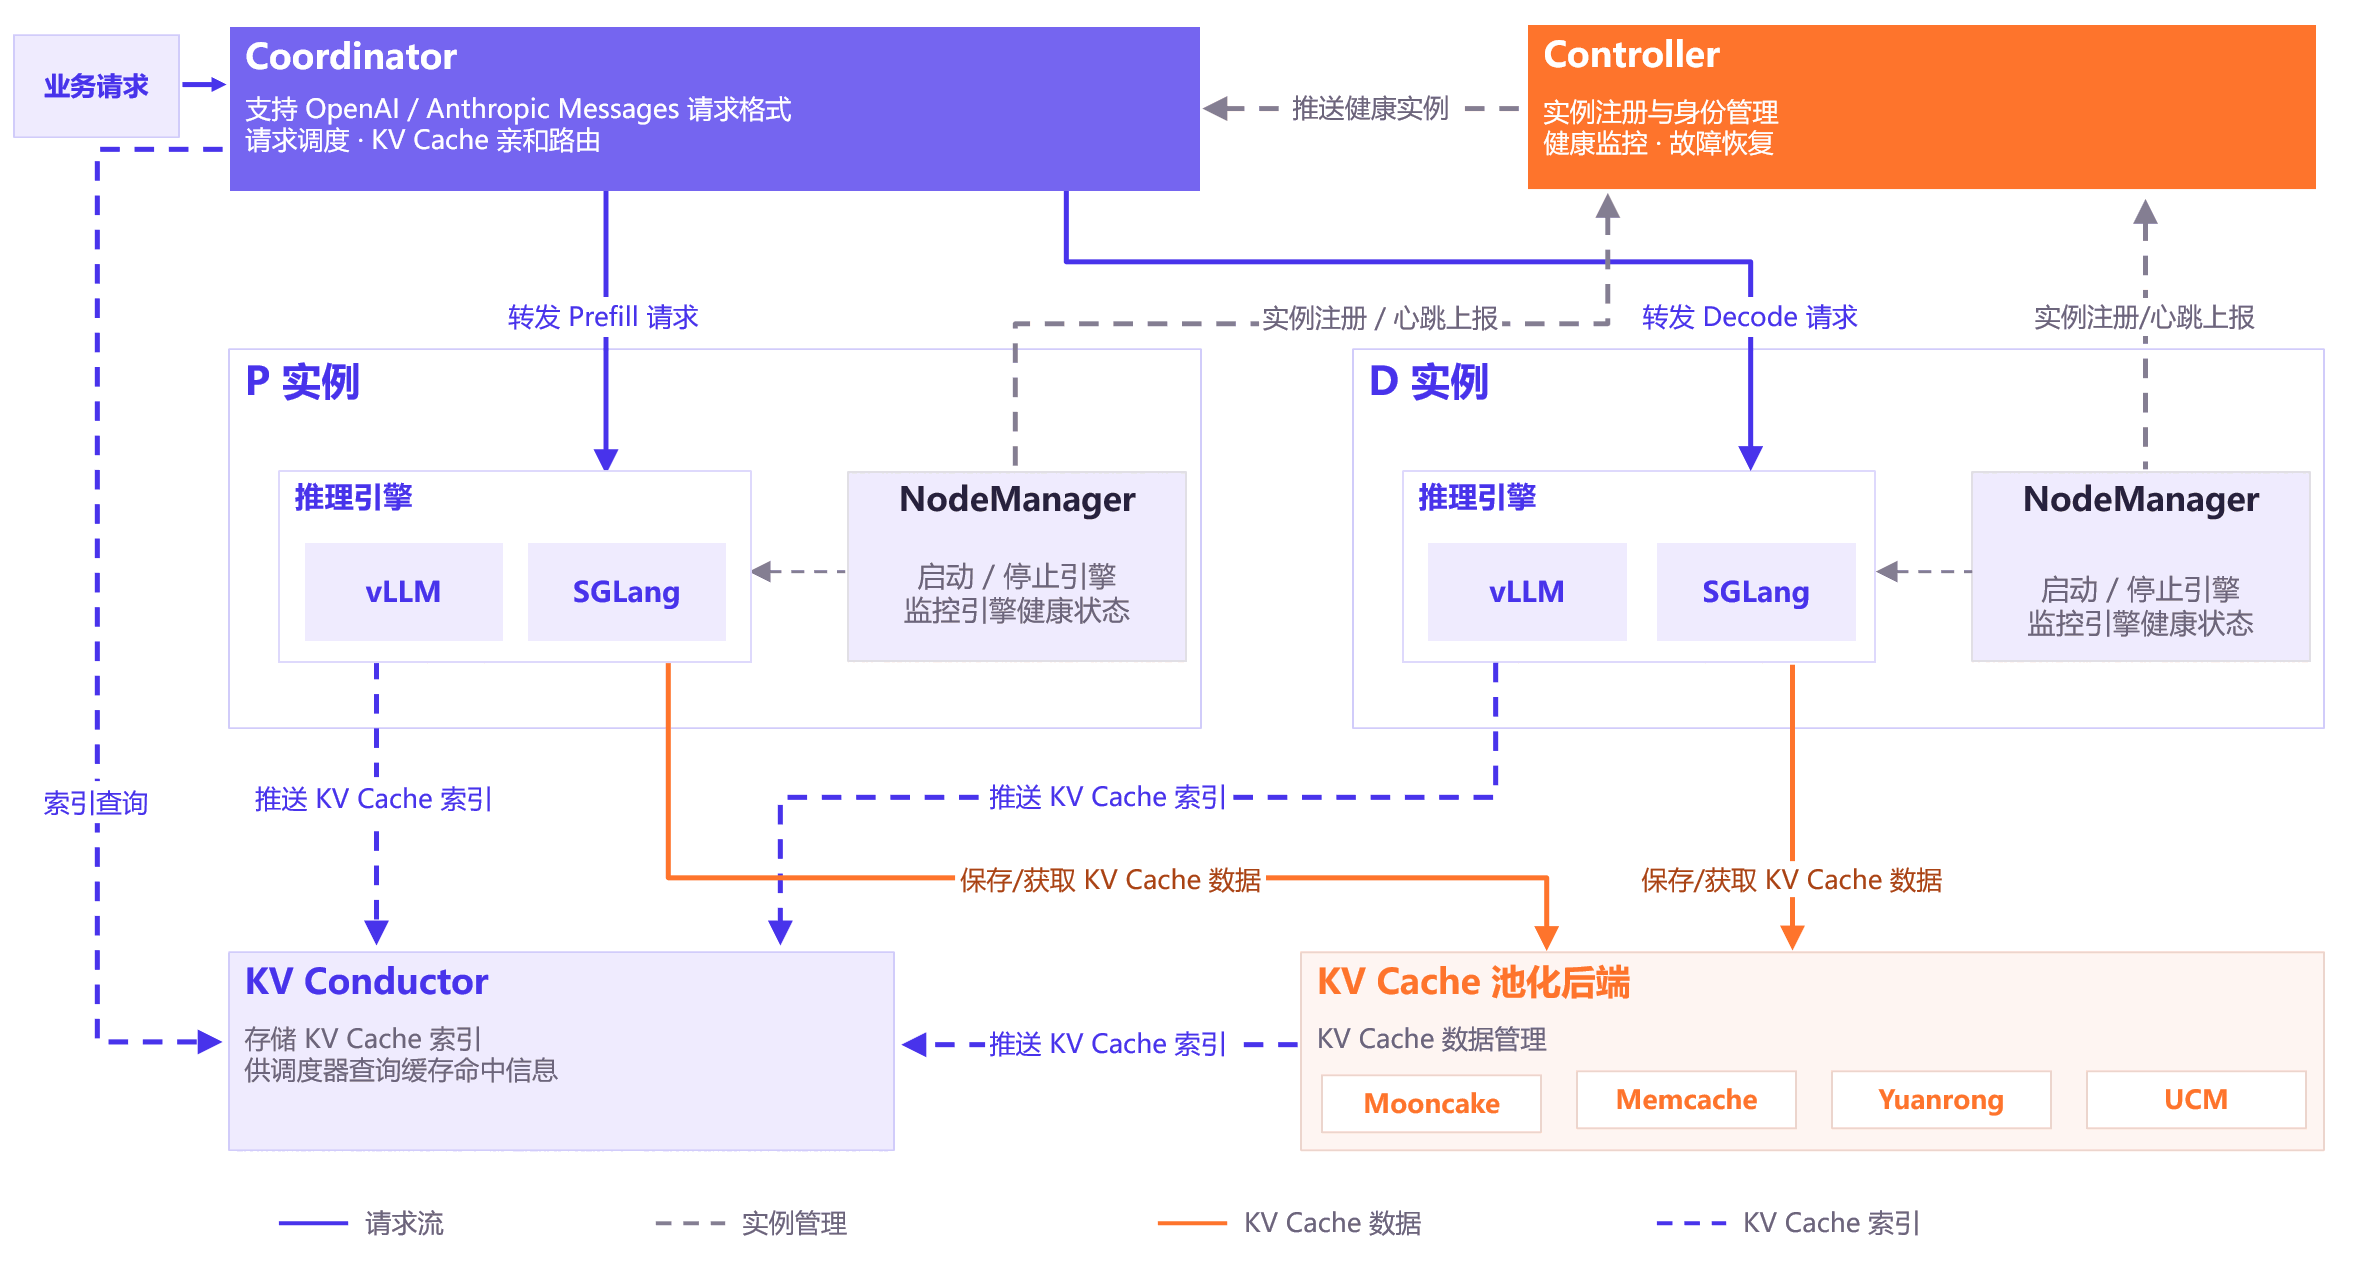 业务请求
Coordinator
支持 OpenAI / Anthropic Messages 请求格式
请求调度 · KV Cache 亲和路由
推送健康实例
Controller
实例注册与身份管理
健康监控 · 故障恢复
转发 Prefill 请求
实例注册 / 心跳上报
转发 Decode 请求
实例注册/心跳上报
P 实例
推理引擎
vLLM
SGLang
NodeManager
启动 / 停止引擎
监控引擎健康状态
D 实例
推理引擎
vLLM
SGLang
NodeManager
启动 / 停止引擎
监控引擎健康状态
索引查询
推送 KV Cache 索引
推送 KV Cache 索引
保存/获取 KV Cache 数据
保存/获取 KV Cache 数据
KV Conductor
存储 KV Cache 索引
供调度器查询缓存命中信息
推送 KV Cache 索引
KV Cache 池化后端
KV Cache 数据管理
Mooncake
Memcache
Yuanrong
UCM
请求流
实例管理
KV Cache 数据
KV Cache 索引